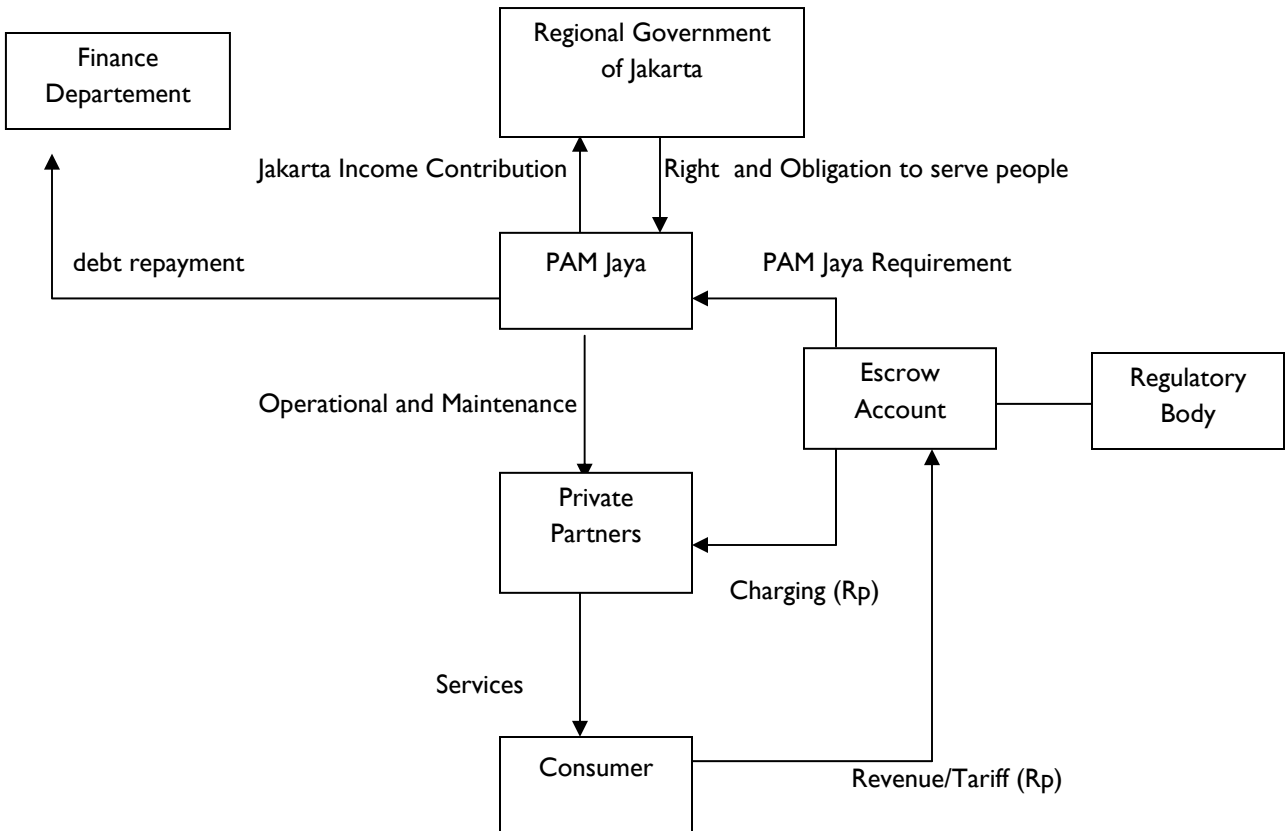 Regional Government
of Jakarta
Finance
Departement
Jakarta Income Contribution
Right and Obligation to serve people
debt repayment
PAM Jaya
PAM Jaya Requirement
Escrow
Account
Regulatory
Body
Operational and Maintenance
Private
Partners
Charging (Rp)
Services
Consumer
Revenue/Tariff (Rp)